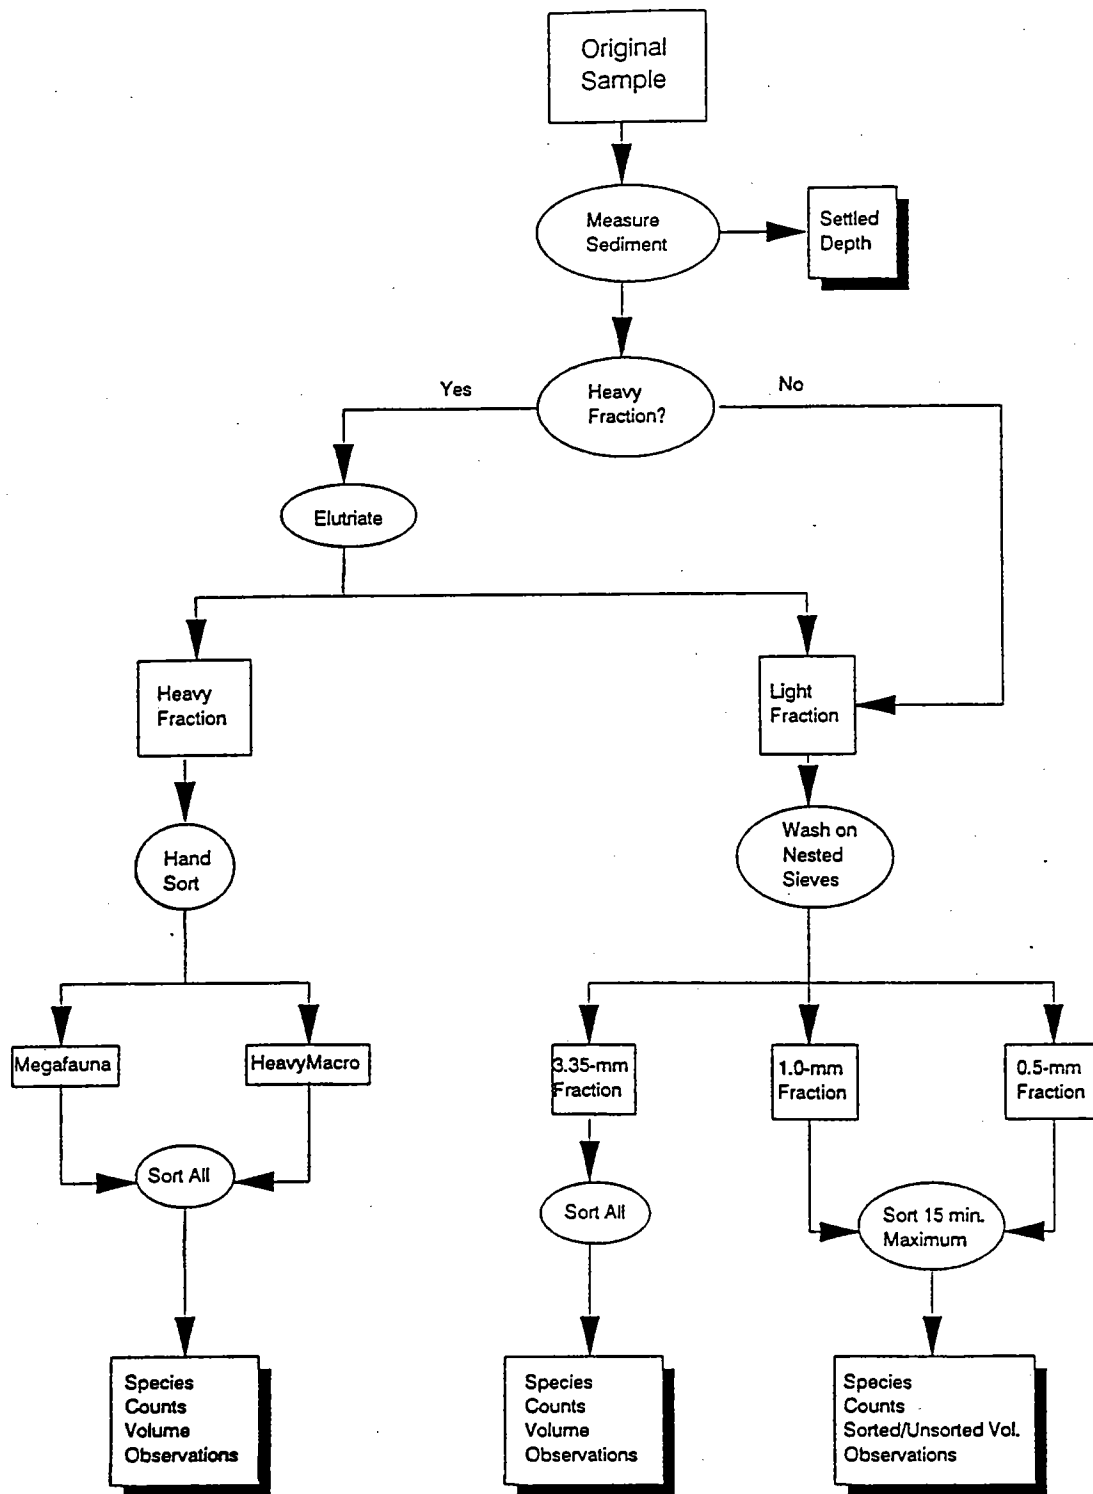 Original
Sample
Measure
Sediment
Settled
Depth
Yes
No
Heavy
Fraction?
Elutriate
Heavy
Fraction
Light
Fraction
Hand
Sort
Wash on
Nested
Sieves
Megafauna
HeavyMacro
3.35-mm
Fraction
1.0-mm
Fraction
0.5-mm
Fraction
Sort All
Sort All
Sort 15 min.
Maximum
Species
Counts
Volume
Observations
Species
Counts
Volume
Observations
Species
Counts
Sorted/Unsorted Vol.
Observations